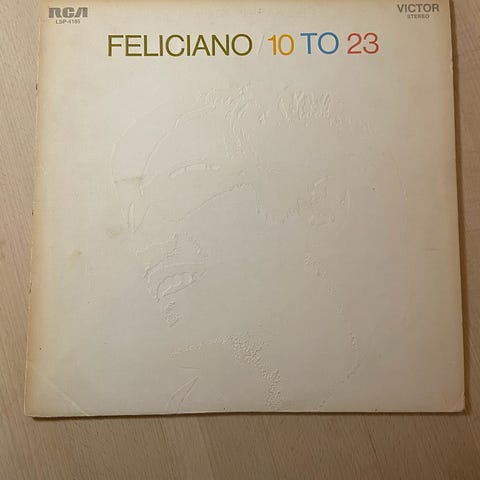 RCA
LSP-4185
VICTOR
STEREO
FELICIANO / 10 TO 23